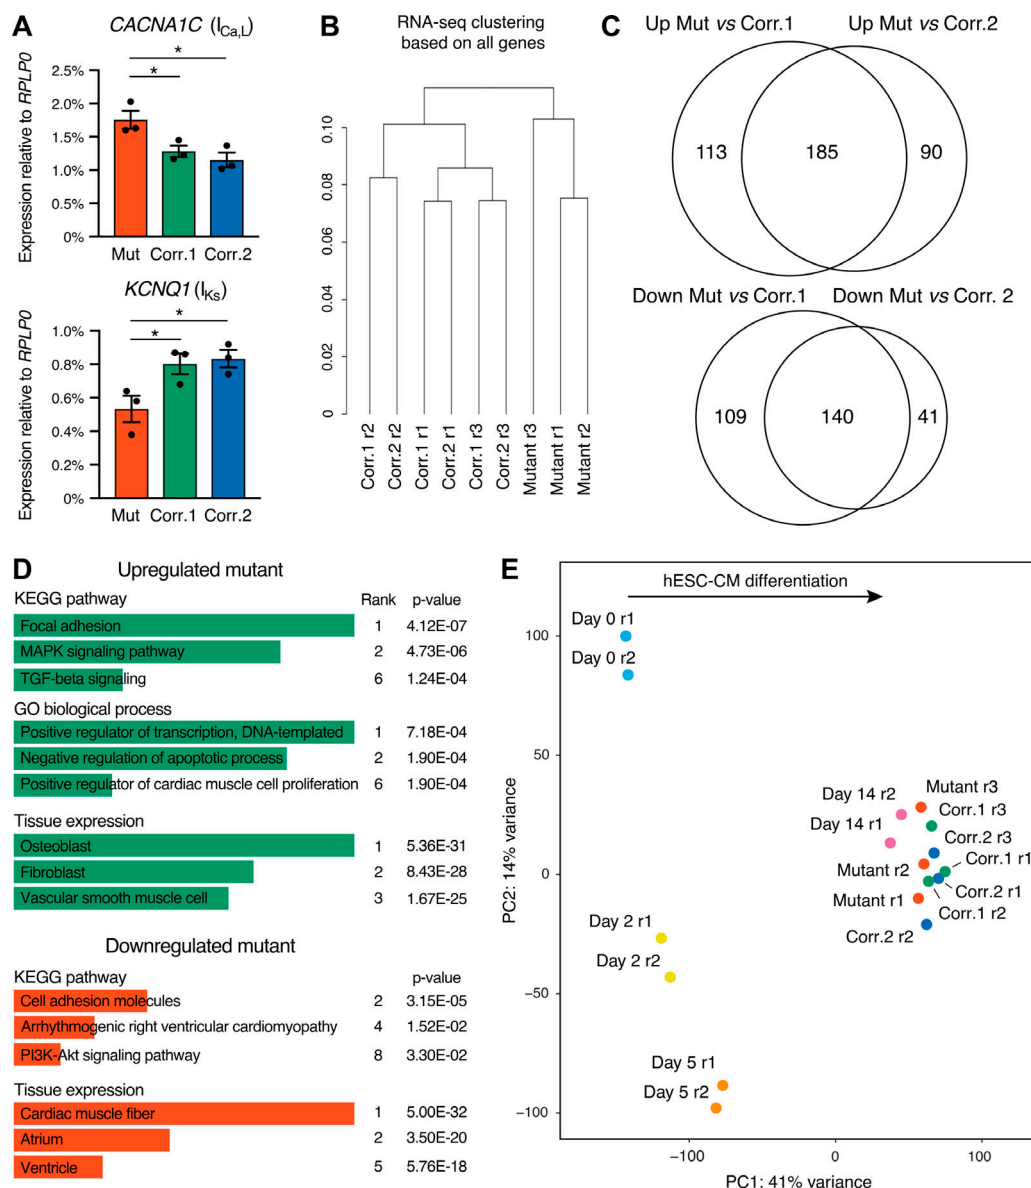 A
CACNA1C (ICa,L)
*
*
Expression relative to RPLP0
2.5%
2.0%
1.5%
1.0%
0.5%
0%
Mut Corr.1 Corr.2
KCNQ1 (IKs)
*
*
Expression relative to RPLP0
1.0%
0.8%
0.6%
0.4%
0.2%
0%
Mut Corr.1 Corr.2
B
RNA-seq clustering
based on all genes
0.10
0.08
0.06
0.04
0.02
0
Corr.1 r2
Corr.2 r2
Corr.1 r1
Corr.2 r1
Corr.1 r3
Corr.2 r3
Mutant r3
Mutant r1
Mutant r2
C
Up Mut vs Corr.1 Up Mut vs Corr.2
113 185 90
Down Mut vs Corr.1 Down Mut vs Corr. 2
109 140 41
D
Upregulated mutant
KEGG pathway Rank p-value
Focal adhesion 1 4.12E-07
MAPK signaling pathway 2 4.73E-06
TGF-beta signaling 6 1.24E-04
GO biological process
Positive regulator of transcription, DNA-templated 1 7.18E-04
Negative regulation of apoptotic process 2 1.90E-04
Positive regulator of cardiac muscle cell proliferation 6 1.90E-04
Tissue expression
Osteoblast 1 5.36E-31
Fibroblast 2 8.43E-28
Vascular smooth muscle cell 3 1.67E-25
Downregulated mutant
KEGG pathway p-value
Cell adhesion molecules 2 3.15E-05
Arrhythmogenic right ventricular cardiomyopathy 4 1.52E-02
PI3K-Akt signaling pathway 8 3.30E-02
Tissue expression
Cardiac muscle fiber 1 5.00E-32
Atrium 2 3.50E-20
Ventricle 5 5.76E-18
E
hESC-CM differentiation
Day 0 r1
Day 0 r2
Day 14 r2
Day 14 r1
Mutant r3
Corr.1 r3
Corr.2 r3
Corr.1 r1
Mutant r2
Corr.2 r1
Mutant r1
Corr.1 r2
Corr.2 r2
Day 2 r1
Day 2 r2
Day 5 r1
Day 5 r2
PC2: 14% variance
100
50
0
−50
−100
−100 0 100
PC1: 41% variance